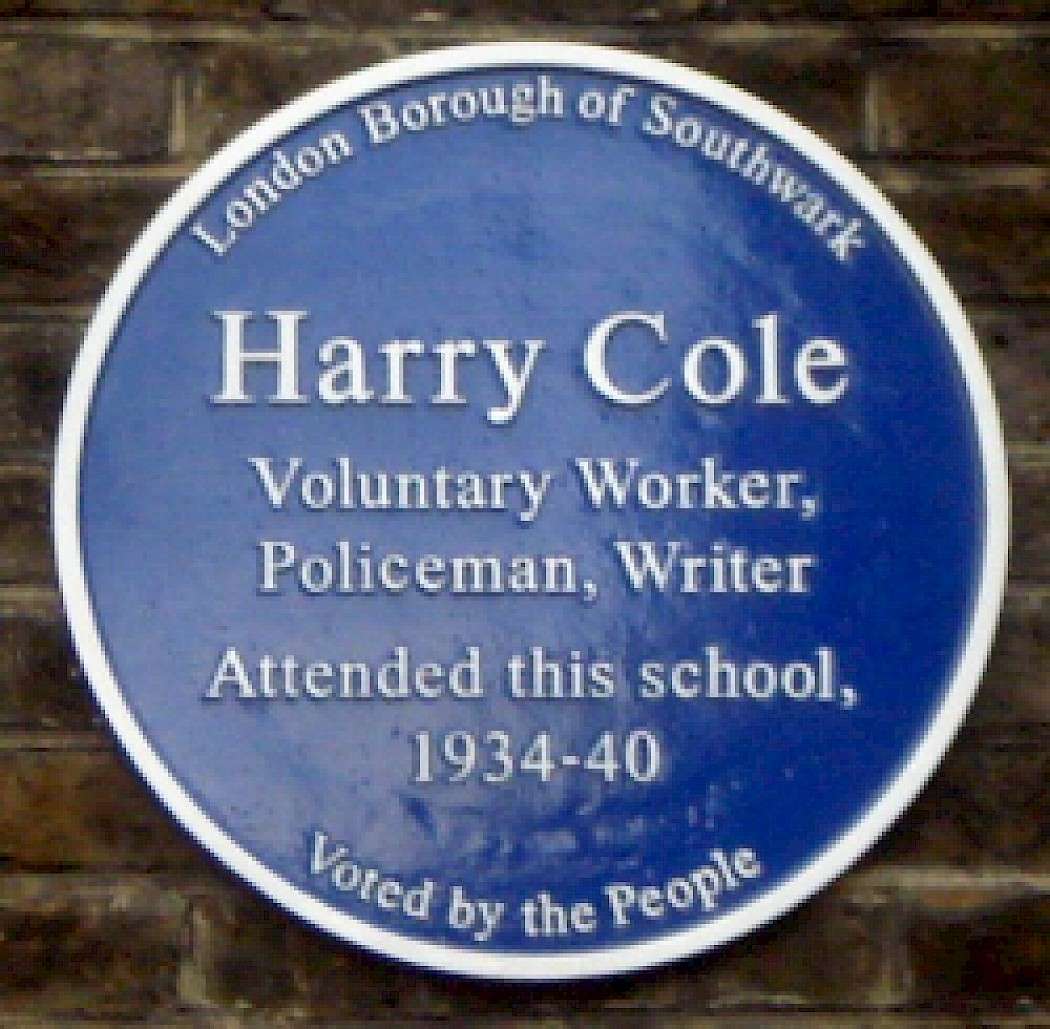 London Borough of Southwark
Harry Cole
Voluntary Worker,
Policeman, Writer
Attended this school,
1934-40
Voted by the People